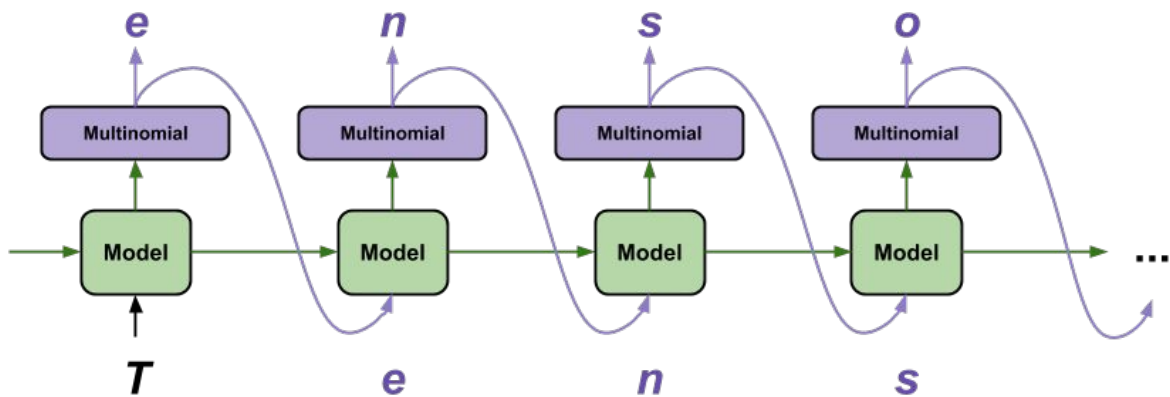 e n s o
Multinomial Multinomial Multinomial Multinomial
Model Model Model Model ...
T e n s